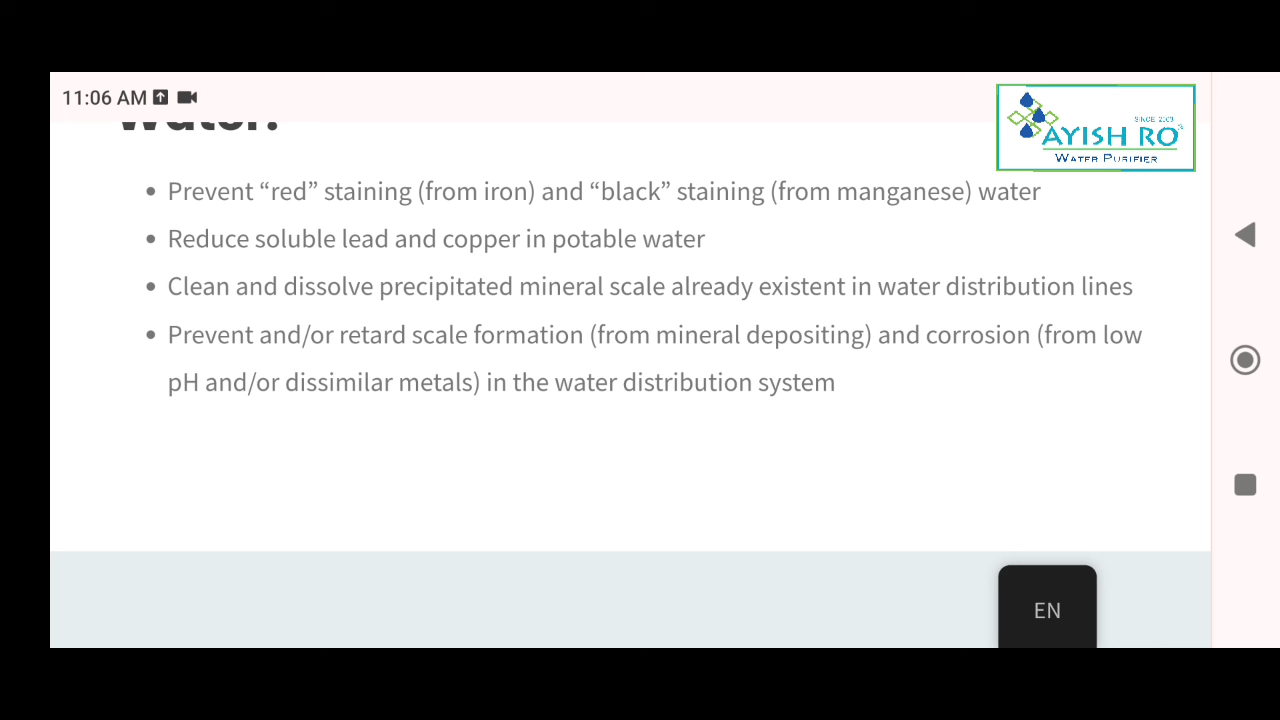 11:06 AM
water?
SINCE 2003
AYISH RO
WATER PURIFIER
• Prevent “red” staining (from iron) and “black” staining (from manganese) water
• Reduce soluble lead and copper in potable water
• Clean and dissolve precipitated mineral scale already existent in water distribution lines
• Prevent and/or retard scale formation (from mineral depositing) and corrosion (from low
pH and/or dissimilar metals) in the water distribution system
EN